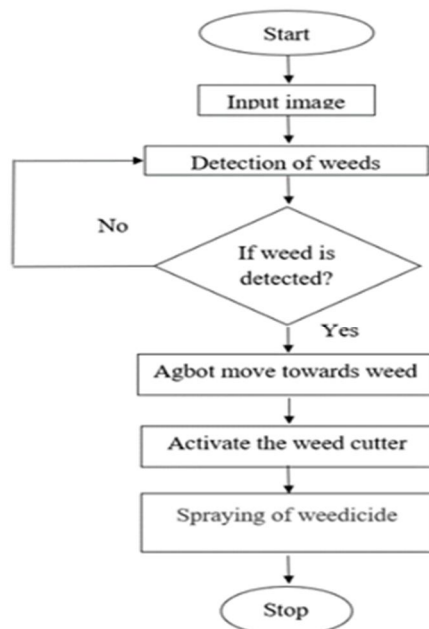 Start
Input image
Detection of weeds
No
If weed is
detected?
Yes
Agbot move towards weed
Activate the weed cutter
Spraying of weedicide
Stop